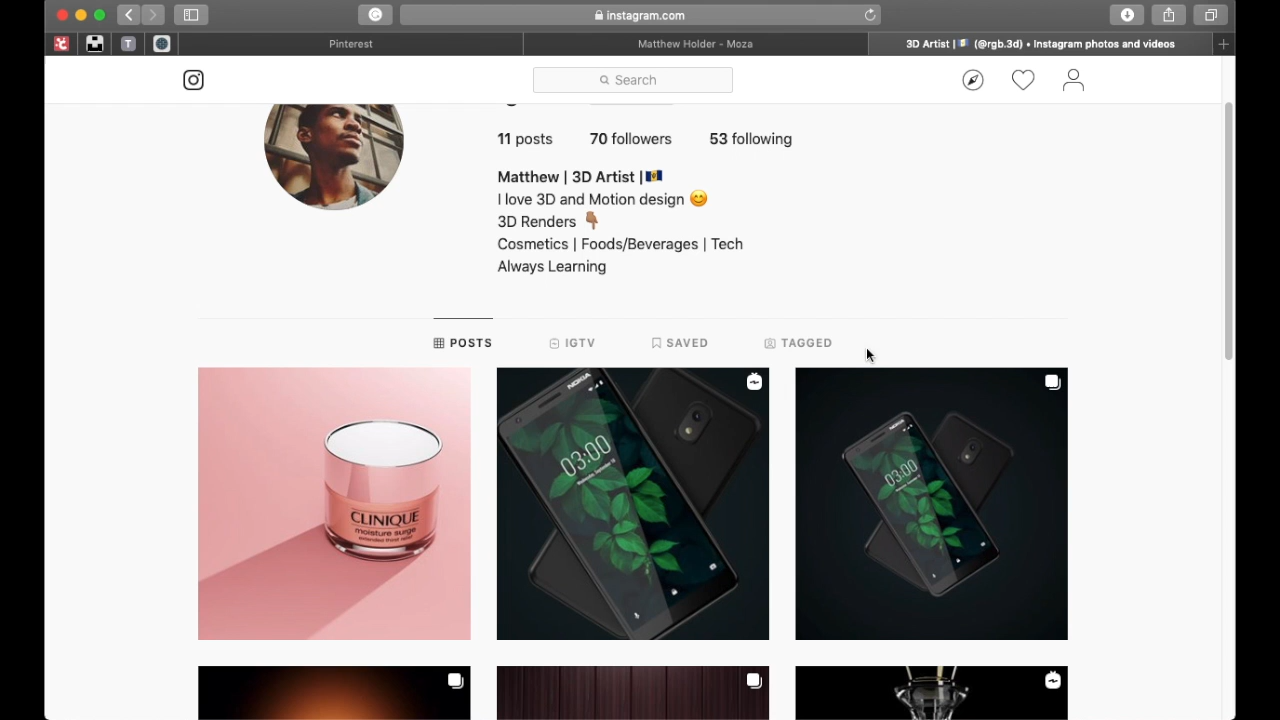 instagram.com
T
Pinterest
Matthew Holder - Moza
3D Artist |🇧🇧 (@rgb.3d) • Instagram photos and videos
Search
11 posts 70 followers 53 following
Matthew | 3D Artist |🇧🇧
I love 3D and Motion design 😊
3D Renders 👇🏽
Cosmetics | Foods/Beverages | Tech
Always Learning
POSTS IGTV SAVED TAGGED
CLINIQUE
moisture surge
NOKIA
03:00
NOKIA
03:00